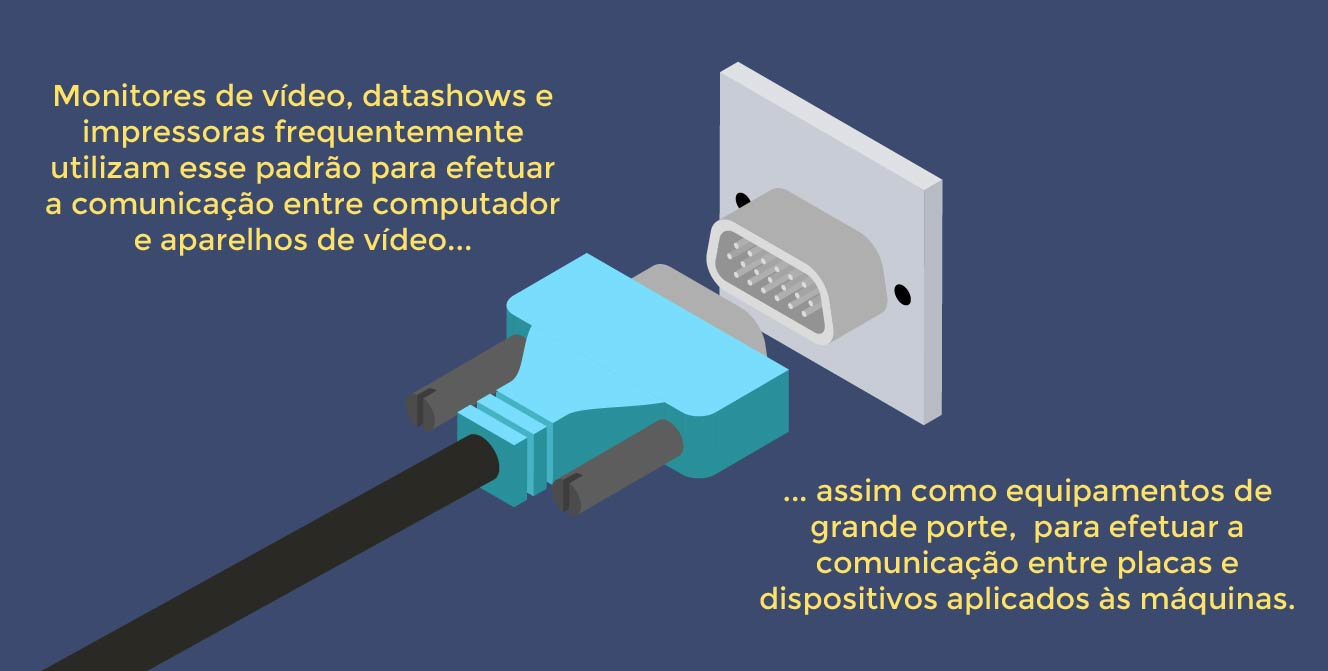 Monitores de vídeo, datashows e
impressoras frequentemente
utilizam esse padrão para efetuar
a comunicação entre computador
e aparelhos de vídeo...
... assim como equipamentos de
grande porte,  para efetuar a
comunicação entre placas e
dispositivos aplicados às máquinas.